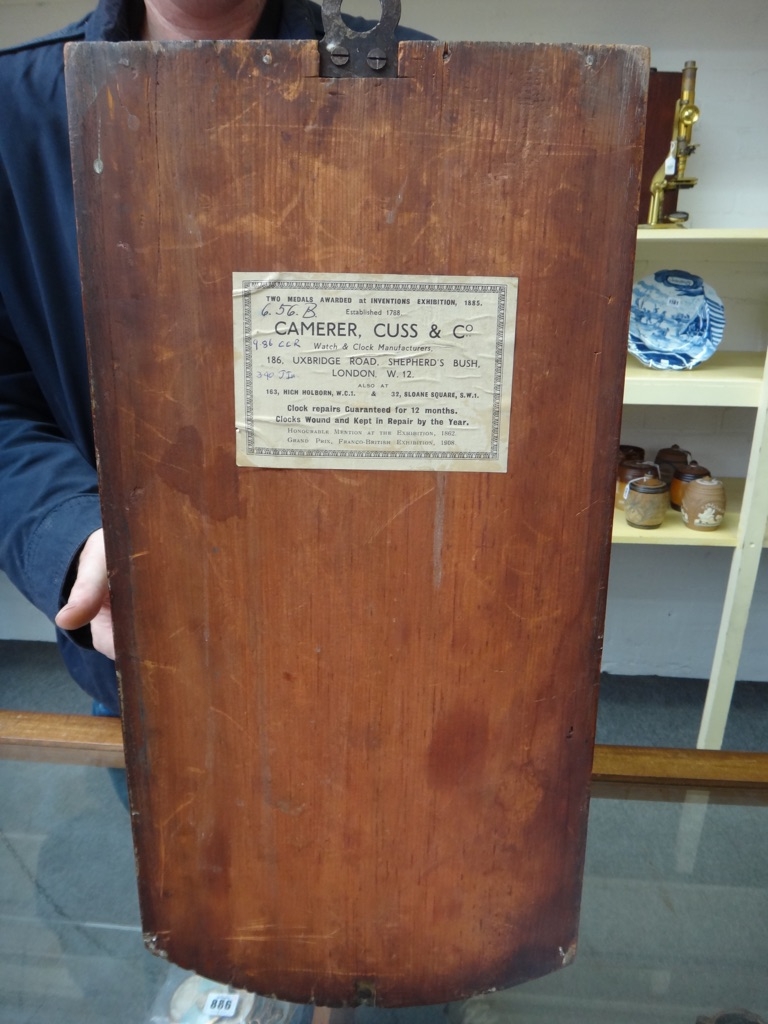 TWO MEDALS AWARDED at INVENTIONS EXHIBITION, 1885.
6.56.B
Established 1788
CAMERER, CUSS & Co
936 CCR
Watch & Clock Manufacturers,
186, UXBRIDGE ROAD, SHEPHERD'S BUSH,
LONDON, W.12.
ALSO AT
163, HIGH HOLBORN, W.C.1. & 32, SLOANE SQUARE, S.W.1.
Clock repairs Guaranteed for 12 months.
Clocks Wound and Kept in Repair by the Year.
HONOURABLE MENTION AT THE EXHIBITION, 1862.
GRAND PRIX, FRANCO-BRITISH EXHIBITION, 1908.
866